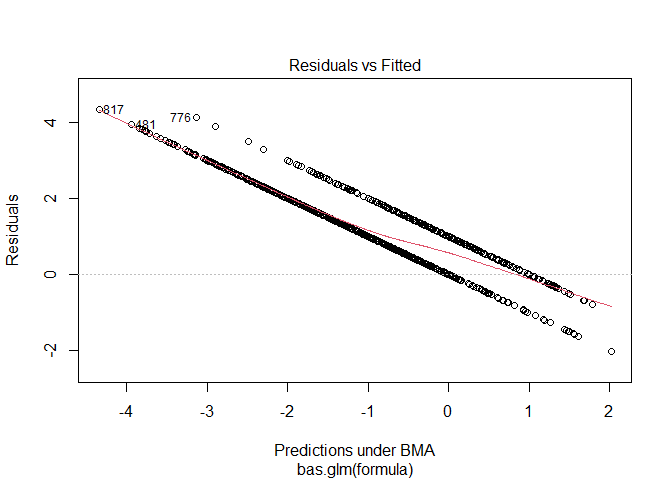 Residuals vs Fitted
817
776
481
Residuals
4
2
0
-2
-4 -3 -2 -1 0 1 2
Predictions under BMA
bas.glm(formula)